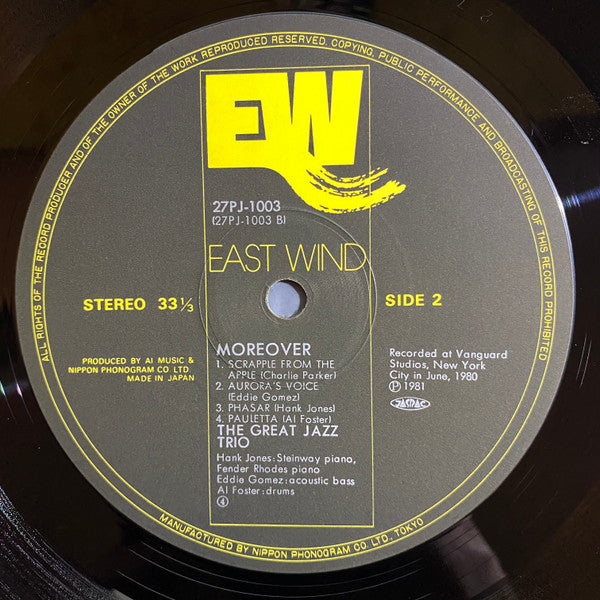 ALL RIGHTS OF THE RECORD PRODUCER AND OF THE OWNER OF THE WORK REPRODUCED RESERVED. COPYING, PUBLIC PERFORMANCE AND BROADCASTING OF THIS RECORD PROHIBITED
EW
27PJ-1003
(27PJ-1003 B)
EAST WIND
STEREO 33 1/3
SIDE 2
PRODUCED BY AI MUSIC &
NIPPON PHONOGRAM CO. LTD.
MADE IN JAPAN
MOREOVER
1. SCRAPPLE FROM THE
APPLE (Charlie Parker)
2. AURORA'S VOICE
(Eddie Gomez)
3. PHASAR (Hank Jones)
4. PAULETTA (Al Foster)
THE GREAT JAZZ
TRIO
Hank Jones:Steinway piano,
Fender Rhodes piano
Eddie Gomez:acoustic bass
Al Foster:drums
④
Recorded at Vanguard
Studios, New York
City in June, 1980
Ⓟ1981
JASRAC
MANUFACTURED BY NIPPON PHONOGRAM CO. LTD., TOKYO